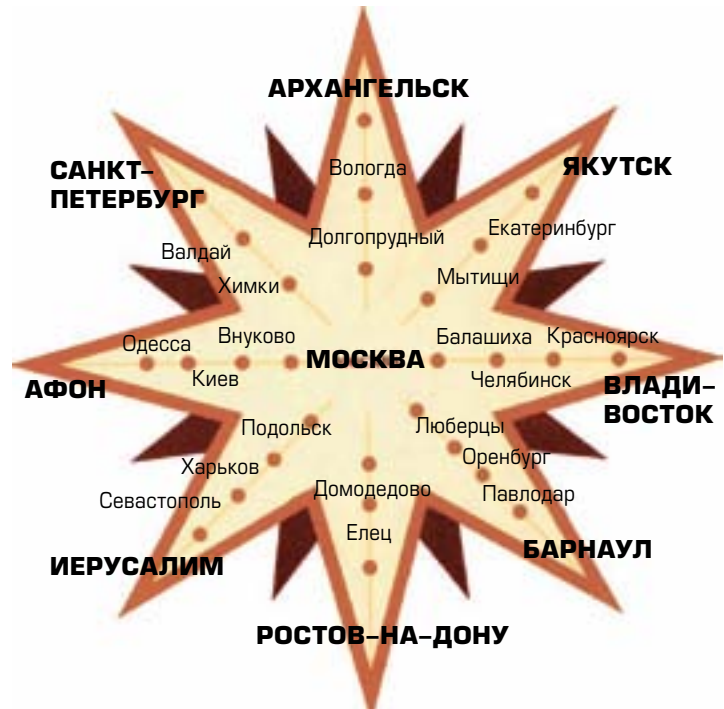 АРХАНГЕЛЬСК
САНКТ–
ПЕТЕРБУРГ
Вологда
ЯКУТСК
Долгопрудный
Екатеринбург
Валдай
Химки
Мытищи
Одесса
Внуково
МОСКВА
Балашиха
Красноярск
АФОН
Киев
Челябинск
ВЛАДИ–
ВОСТОК
Подольск
Люберцы
Харьков
Оренбург
Севастополь
Домодедово
Павлодар
Елец
ИЕРУСАЛИМ
БАРНАУЛ
РОСТОВ–НА–ДОНУ